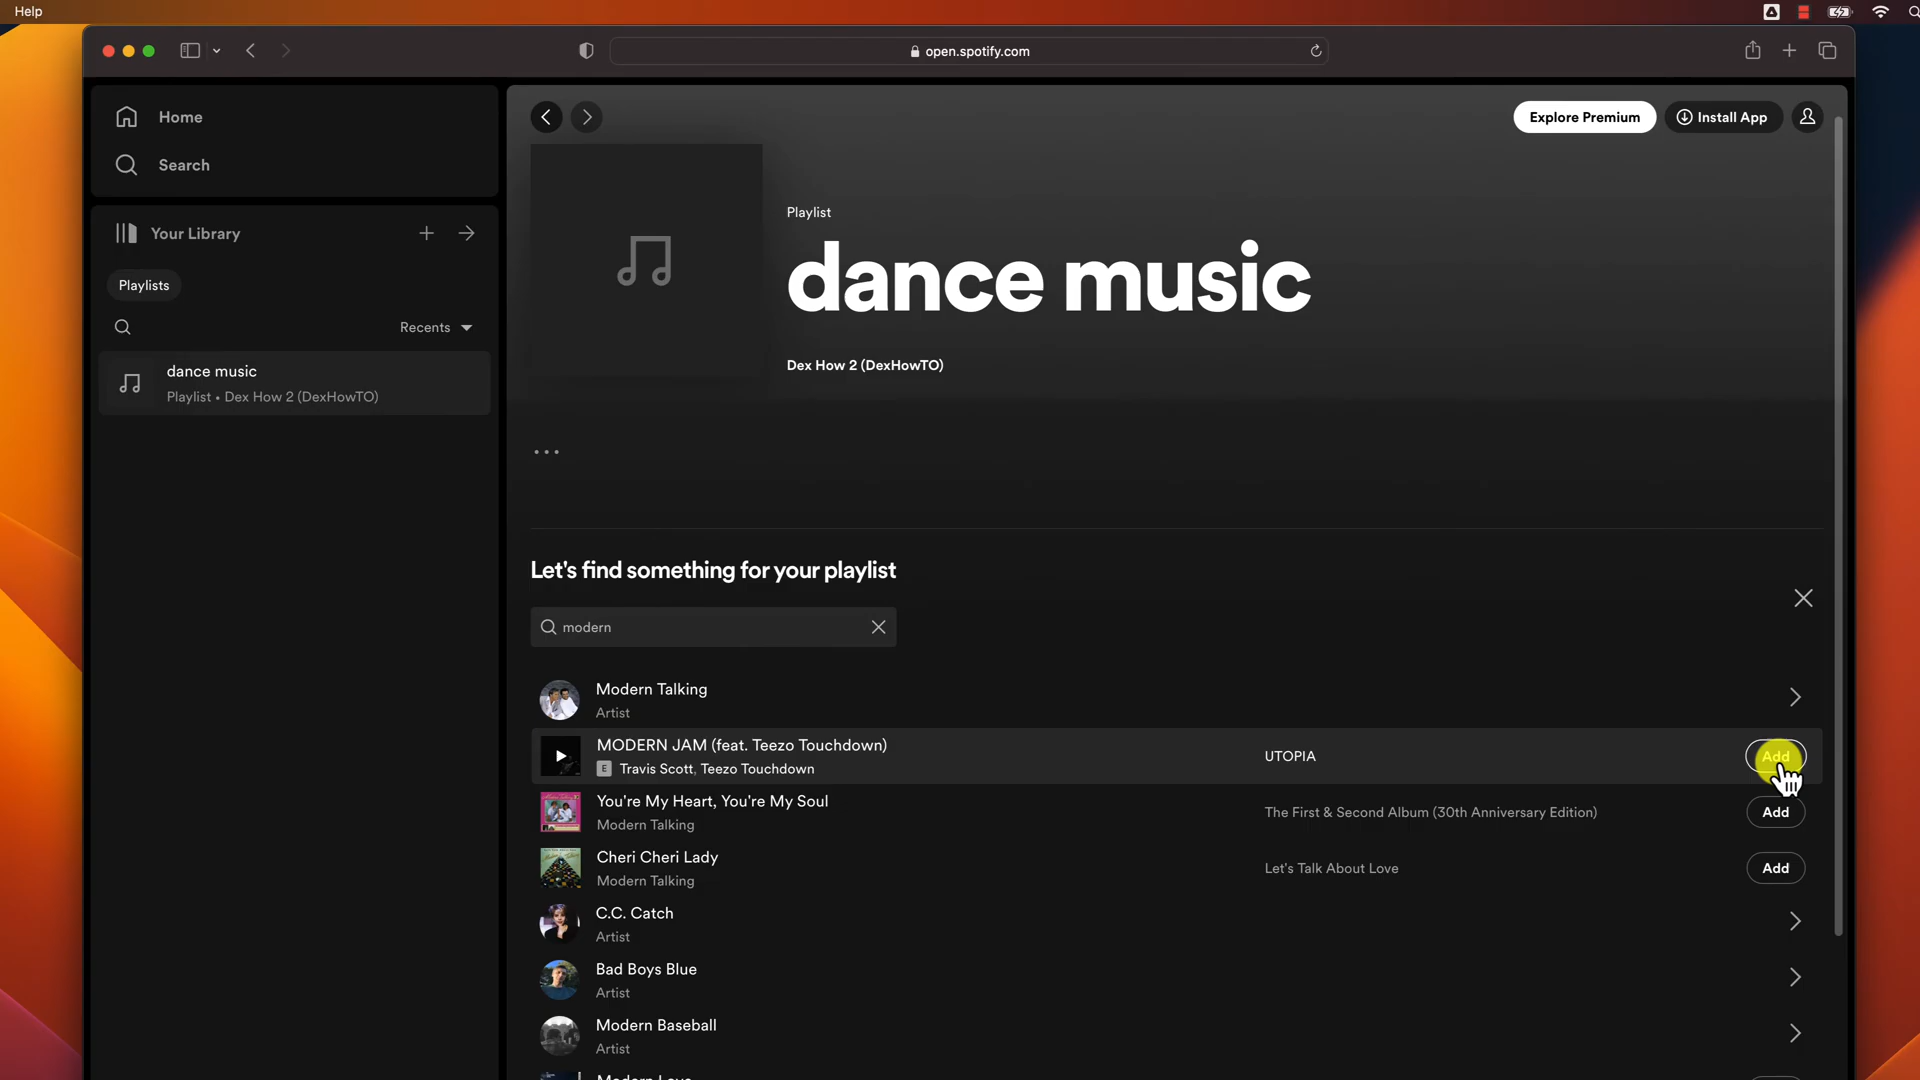 Help
open.spotify.com
Home
Search
Your Library
Playlists
Recents
dance music
Playlist • Dex How 2 (DexHowTO)
Explore Premium
Install App
Playlist
dance music
Dex How 2 (DexHowTO)
Let's find something for your playlist
modern
Modern Talking
Artist
MODERN JAM (feat. Teezo Touchdown)
E Travis Scott, Teezo Touchdown
UTOPIA
Add
You're My Heart, You're My Soul
Modern Talking
The First & Second Album (30th Anniversary Edition)
Add
Cheri Cheri Lady
Modern Talking
Let's Talk About Love
Add
C.C. Catch
Artist
Bad Boys Blue
Artist
Modern Baseball
Artist